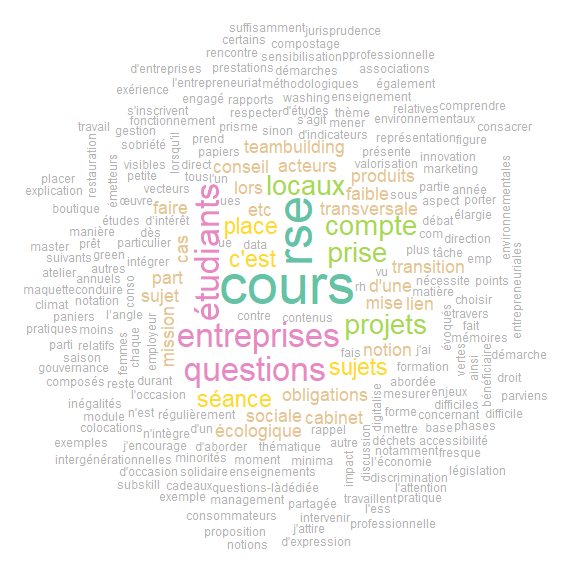 suffisamment jurisprudence
certains compostage
rencontre sensibilisation pprofessionnelle
d'entreprises prestations démarches associations
exérience l'entrepreneuriat méthodologiques également
engagé rapports washing enseignement
s'inscrivent respecter d'études thème relatives comprendre
fonctionnement s'agit mener environnementaux consacrer
travail gestion prisme sinon d'indicateurs
sobriété lorsqu'il prend teambuilding représentation figure
restauration papiers présente innovation
visibles direct conseil acteurs valorisation marketing
placer émetteurs petite tous l'un produits partie année
explication vecteurs lors locaux faible sous aspect porter
boutique œuvre faire ues etc transversale élargie environnementales
études d'intérêt étudiants place rse compte débat
manière dès com direction
master prêt particulier cas ue data prise plus tâche emp
suivants green intégrer c'est transition
atelier autres part cours vu nécessite points
maquette conduire rh d'une matière
annuels conso sujet mise lien choisir entrepreneuriales
climat notation l'angle contre contenus travers
paniers projets évoqués fait
pratiques moins mission entreprises mémoires
parti relatifs femmes chaque employeur fais notion j'ai vertes ainsi démarche
saison bénéficiaire
gouvernance questions sujets formation droit
composés reste durant abordée
l'occasion séance obligations mesurer enjeux parviens
inégalités n'est régulièrement sociale cabinet digitalise forme difficiles
module concernant difficile
colocations n'intègre d'un écologique rappel mettre base phases
exemples j'encourage d'abord thématique autre discussion déchets accessibilité
intergénérationnelles minorités moment minima impact notamment fresque
d'occasion solidaire enseignements l'économie législation
subskill cadeaux questions-là dédiée discrimination
exemple management partagée travaillent l'attention pratique
consommateurs intervenir l'ess
proposition j'attire professionnelle
notions d'expression